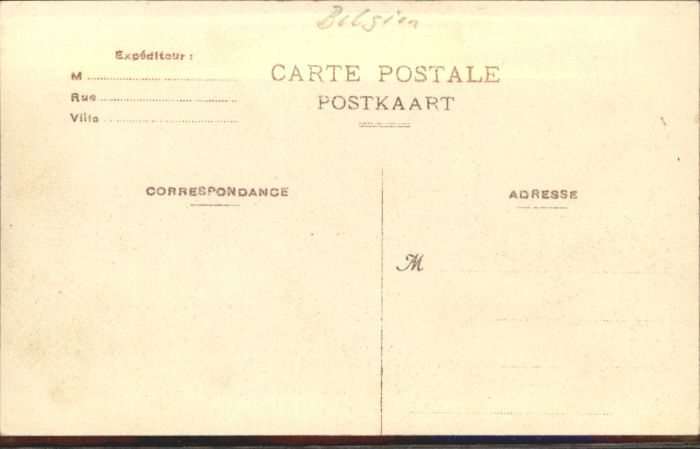 Belgien
Expéditeur :
M
Rue
Ville
CARTE POSTALE
POSTKAART
CORRESPONDANCE
ADRESSE
M